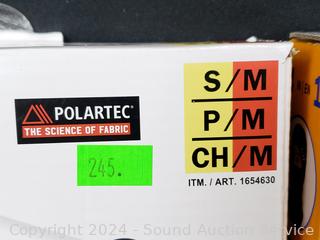 POLARTEC®
THE SCIENCE OF FABRIC
245.
S/M
P/M
CH/M
ITM. / ART. 1654630
Copyright 2024 - Sound Auction Service